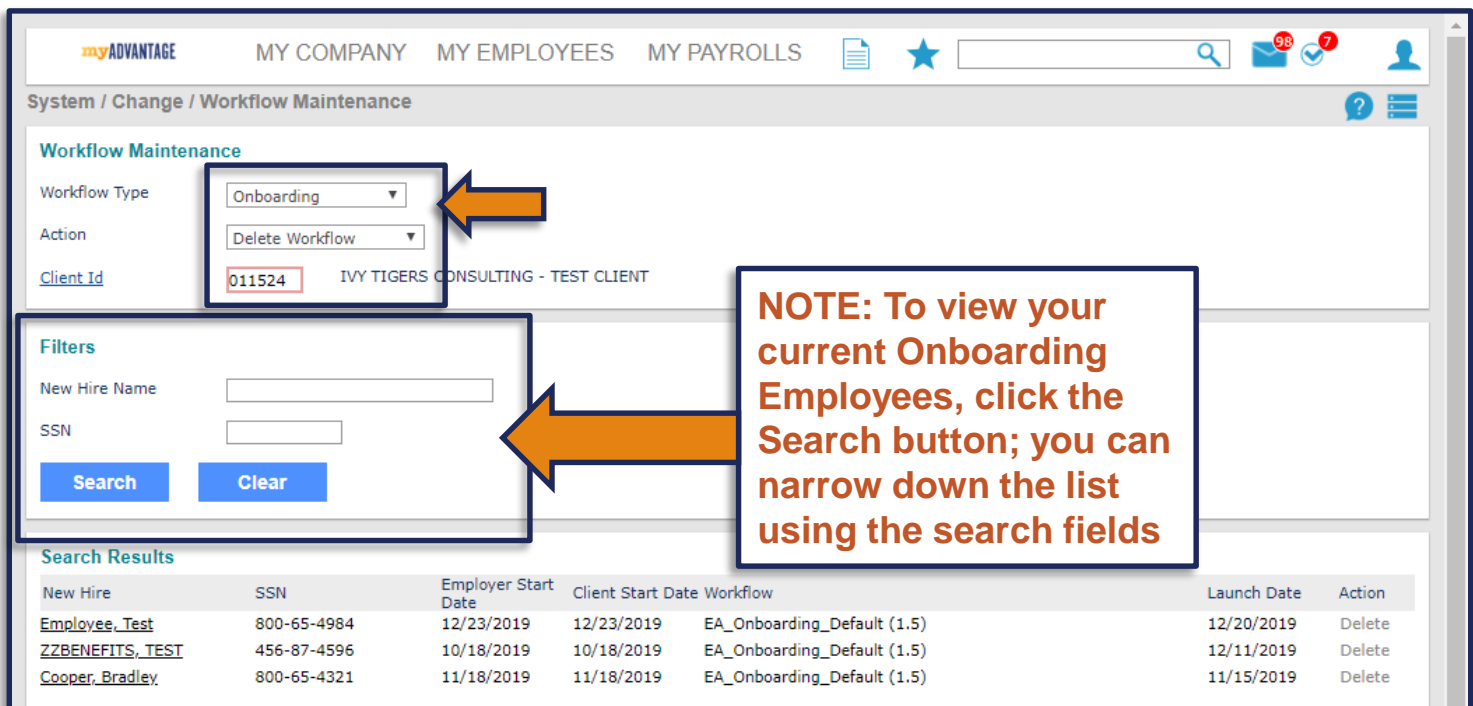 myADVANTAGE MY COMPANY MY EMPLOYEES MY PAYROLLS 98 7
System / Change / Workflow Maintenance ?
Workflow Maintenance
Workflow Type Onboarding
Action Delete Workflow
Client Id 011524 IVY TIGERS CONSULTING - TEST CLIENT
NOTE: To view your
current Onboarding
Employees, click the
Search button; you can
narrow down the list
using the search fields
Filters
New Hire Name
SSN
Search Clear
Search Results
New Hire SSN Employer Start Date Client Start Date Workflow Launch Date Action
Employee, Test 800-65-4984 12/23/2019 12/23/2019 EA_Onboarding_Default (1.5) 12/20/2019 Delete
ZZBENEFITS, TEST 456-87-4596 10/18/2019 10/18/2019 EA_Onboarding_Default (1.5) 12/11/2019 Delete
Cooper, Bradley 800-65-4321 11/18/2019 11/18/2019 EA_Onboarding_Default (1.5) 11/15/2019 Delete